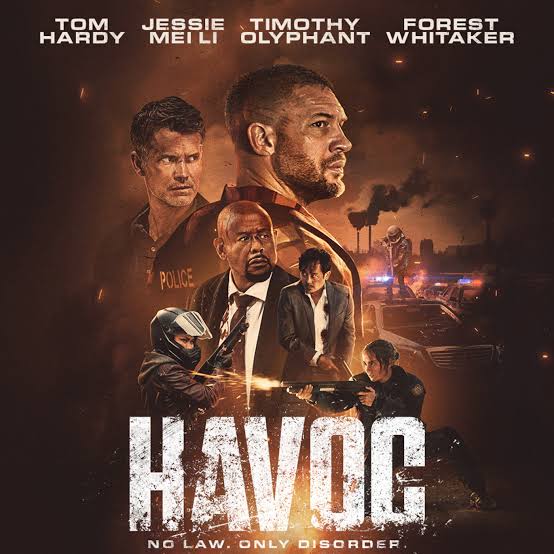 TOM HARDY
JESSIE MEI LI
TIMOTHY OLYPHANT
FOREST WHITAKER
POLICE
HAVOC
NO LAW. ONLY DISORDER